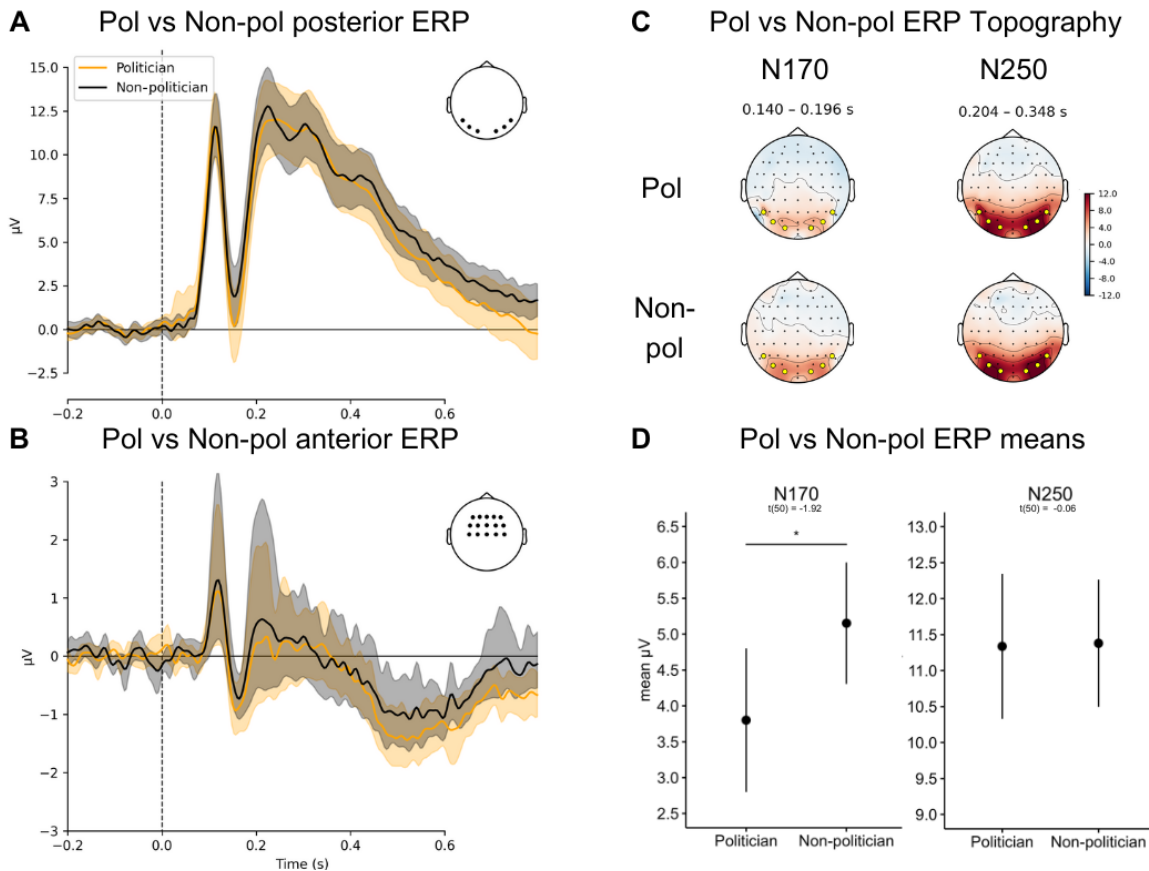 A Pol vs Non-pol posterior ERP
Politician
Non-politician
15.0
12.5
10.0
7.5
5.0
2.5
0.0
−2.5
μV
−0.2 0.0 0.2 0.4 0.6
B Pol vs Non-pol anterior ERP
3
2
1
0
−1
−2
−3
μV
−0.2 0.0 0.2 0.4 0.6
Time (s)
C Pol vs Non-pol ERP Topography
N170 N250
0.140 – 0.196 s 0.204 – 0.348 s
Pol
Non-
pol
12.0
8.0
4.0
0.0
-4.0
-8.0
-12.0
D Pol vs Non-pol ERP means
N170
t(50) = -1.92
*
6.5
6.0
5.5
5.0
4.5
4.0
3.5
3.0
2.5
mean μV
Politician Non-politician
N250
t(50) = -0.06
13.0
12.5
12.0
11.5
11.0
10.5
10.0
9.5
9.0
Politician Non-politician